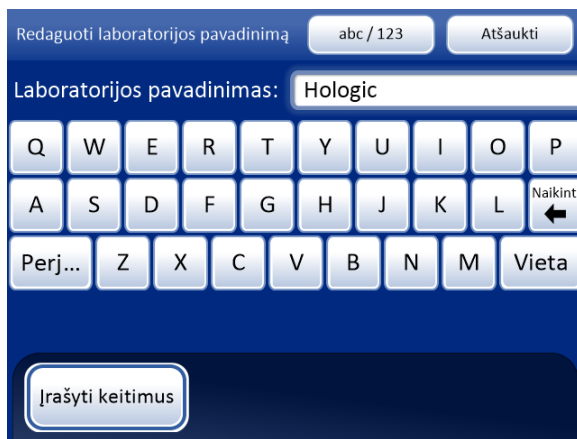 Redaguoti laboratorijos pavadinimą abc / 123 Atšaukti
Laboratorijos pavadinimas: Hologic
Q W E R T Y U I O P
A S D F G H J K L Naikint
Perj... Z X C V B N M Vieta
Įrašyti keitimus